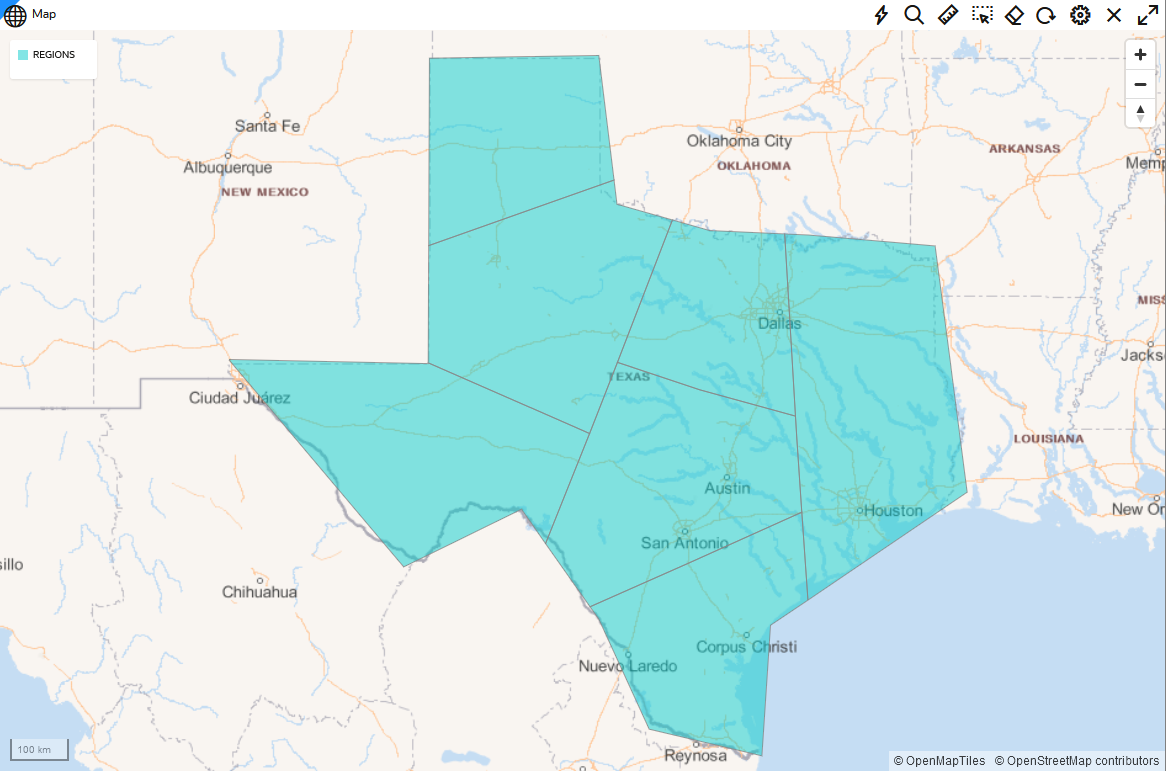 Map
REGIONS
Santa Fe
Albuquerque
NEW MEXICO
Oklahoma City
OKLAHOMA
ARKANSAS
Memp
MISS
Dallas
TEXAS
Jacks
Ciudad Juárez
LOUISIANA
Austin
Houston
New Or
San Antonio
sillo
Chihuahua
Corpus Christi
Nuevo Laredo
Reynosa
100 km
© OpenMapTiles © OpenStreetMap contributors